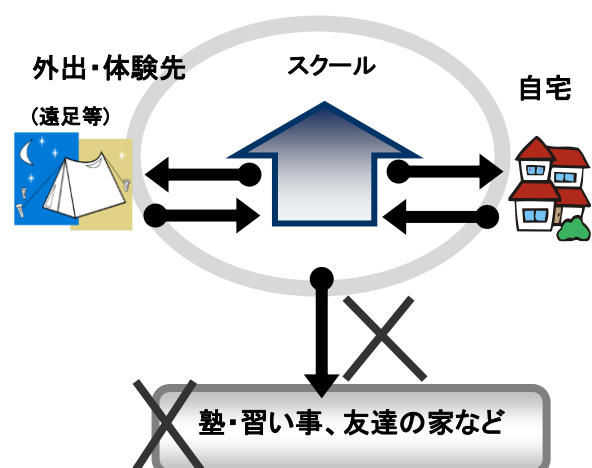 外出・体験先
(遠足等)
スクール
自宅
塾・習い事、友達の家など